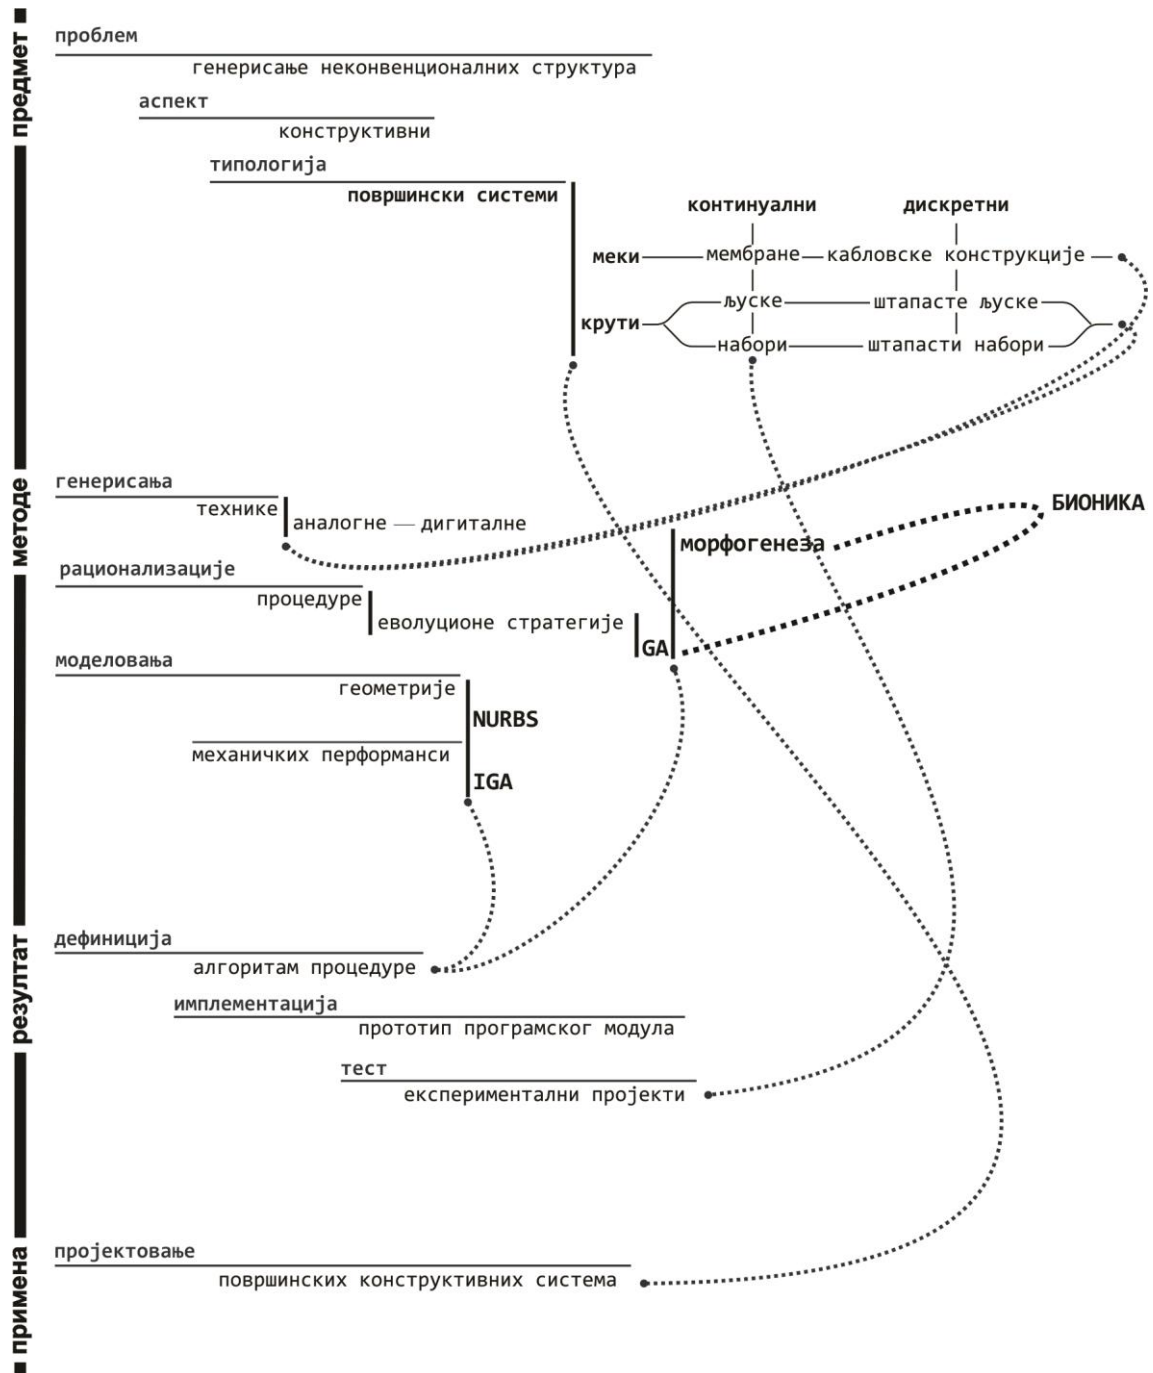 предмет
проблем
генерисање неконвенционалних структура
аспект
конструктивни
типологија
површински системи
континуални дискретни
меки мембране кабловске конструкције
љуске штапасте љуске
крути
набори штапасти набори
методе
генерисања
технике
аналогне — дигиталне
БИОНИКА
морфогенеза
рационализације
процедуре
еволуционе стратегије
GA
моделовања
геометрије
NURBS
механичких перформанси
IGA
резултат
дефиниција
алгоритам процедуре
имплементација
прототип програмског модула
тест
експериментални пројекти
примена
пројектовање
површинских конструктивних система